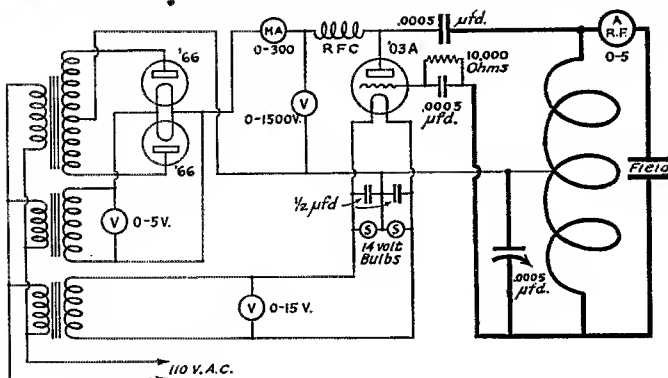 '66
MA
0-300
RFC
.0005 µfd.
A
R.F.
0-5
'03A
10,000
Ohms
V
0-1500V.
.0005
µfd.
'66
Field
V
0-5 V.
½ µfd
S
S
14 volt
Bulbs
.0005
µfd.
V
0-15 V.
110 V. A.C.